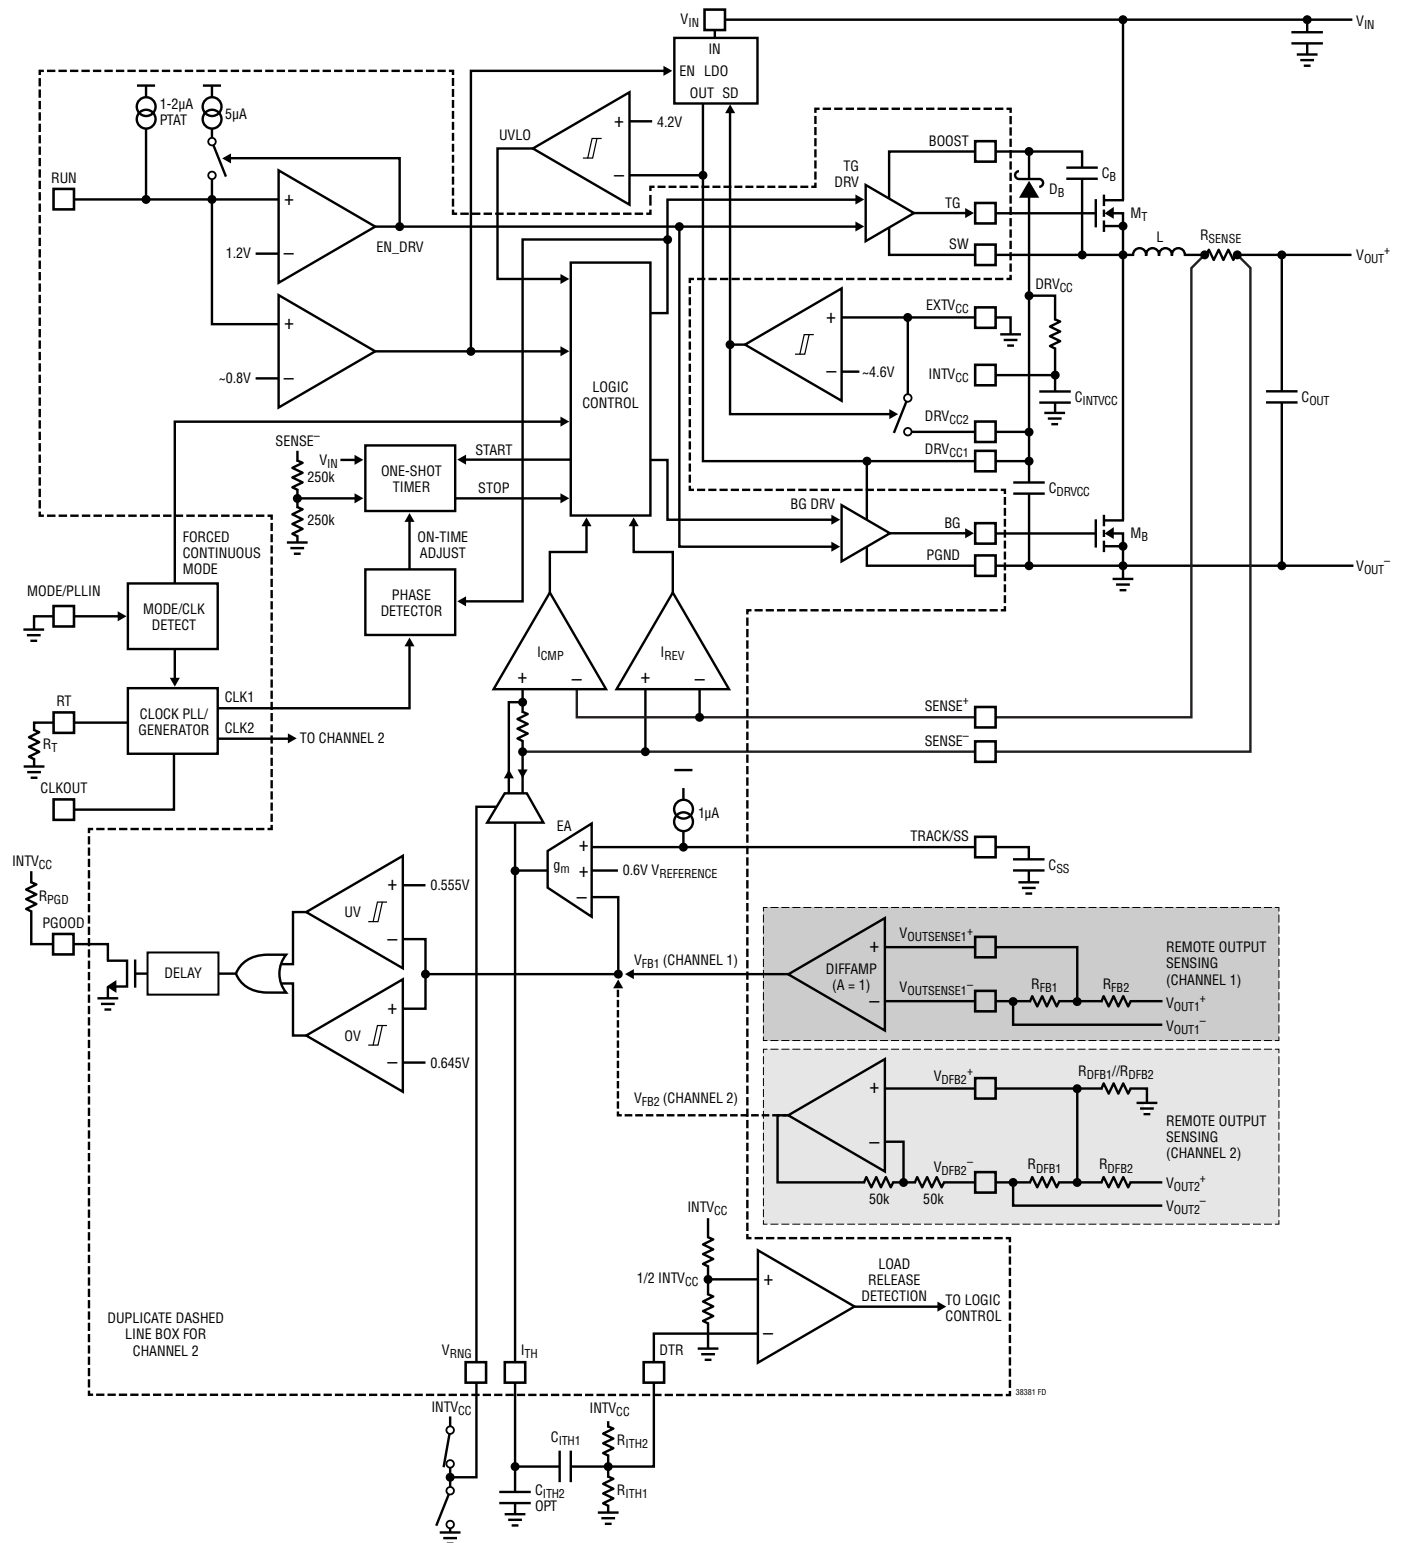 VIN
VIN
IN
EN LDO
OUT SD
1-2µA
PTAT
5µA
UVLO
+
4.2V
–
BOOST
TG
DRV
CB
DB
RUN
TG
MT
+
EN_DRV
1.2V
–
SW
L
RSENSE
VOUT+
DRVCC
EXTVCC
+
+
~4.6V
–
INTVCC
~0.8V
–
LOGIC
CONTROL
CINTVCC
COUT
DRVCC2
SENSE–
VIN
START
DRVCC1
250k
ONE-SHOT
TIMER
STOP
CDRVCC
250k
BG DRV
BG
MB
FORCED
CONTINUOUS
MODE
ON-TIME
ADJUST
PGND
VOUT–
MODE/PLLIN
MODE/CLK
DETECT
PHASE
DETECTOR
ICMP
IREV
+ –
+ –
RT
CLK1
SENSE+
CLOCK PLL/
GENERATOR
CLK2
TO CHANNEL 2
RT
SENSE–
CLKOUT
1µA
EA
TRACK/SS
+
gm
+
0.6V VREFERENCE
–
CSS
INTVCC
RPGD
+
0.555V
UV
PGOOD
–
DELAY
VFB1 (CHANNEL 1)
+
VOUTSENSE1+
DIFFAMP
(A = 1)
–
VOUTSENSE1–
RFB1
RFB2
VOUT1+
VOUT1–
REMOTE OUTPUT
SENSING
(CHANNEL 1)
+
OV
–
0.645V
VFB2 (CHANNEL 2)
+
VDFB2+
RDFB1//RDFB2
–
VDFB2–
RDFB1
RDFB2
VOUT2+
VOUT2–
50k
50k
REMOTE OUTPUT
SENSING
(CHANNEL 2)
INTVCC
1/2 INTVCC
+
–
LOAD
RELEASE
DETECTION
TO LOGIC
CONTROL
DUPLICATE DASHED
LINE BOX FOR
CHANNEL 2
VRNG
ITH
DTR
38381 FD
INTVCC
INTVCC
CITH1
RITH2
CITH2
OPT
RITH1